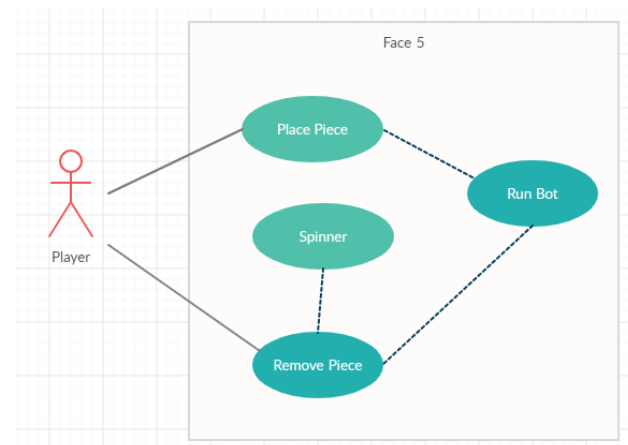 Face 5
Place Piece
Run Bot
Spinner
Player
Remove Piece